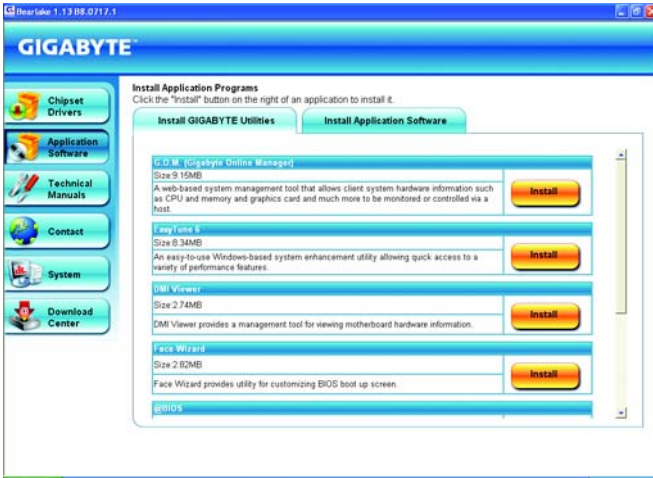 Bearlake 1.13 B8.0717.1
GIGABYTE™
Chipset
Drivers
Application
Software
Technical
Manuals
Contact
System
Download
Center
Install Application Programs
Click the "Install" button on the right of an application to install it.
Install GIGABYTE Utilities
Install Application Software
G.O.M. (Gigabyte Online Manager)
Size:9.15MB
A web-based system management tool that allows client system hardware information such
as CPU and memory and graphics card and much more to be monitored or controlled via a
host.
Install
EasyTune 6
Size:8.34MB
An easy-to-use Windows-based system enhancement utility allowing quick access to a
variety of performance features.
Install
DMI Viewer
Size:2.74MB
DMI Viewer provides a management tool for viewing motherboard hardware information.
Install
Face Wizard
Size:2.82MB
Face Wizard provides utility for customizing BIOS boot up screen.
Install
@BIOS